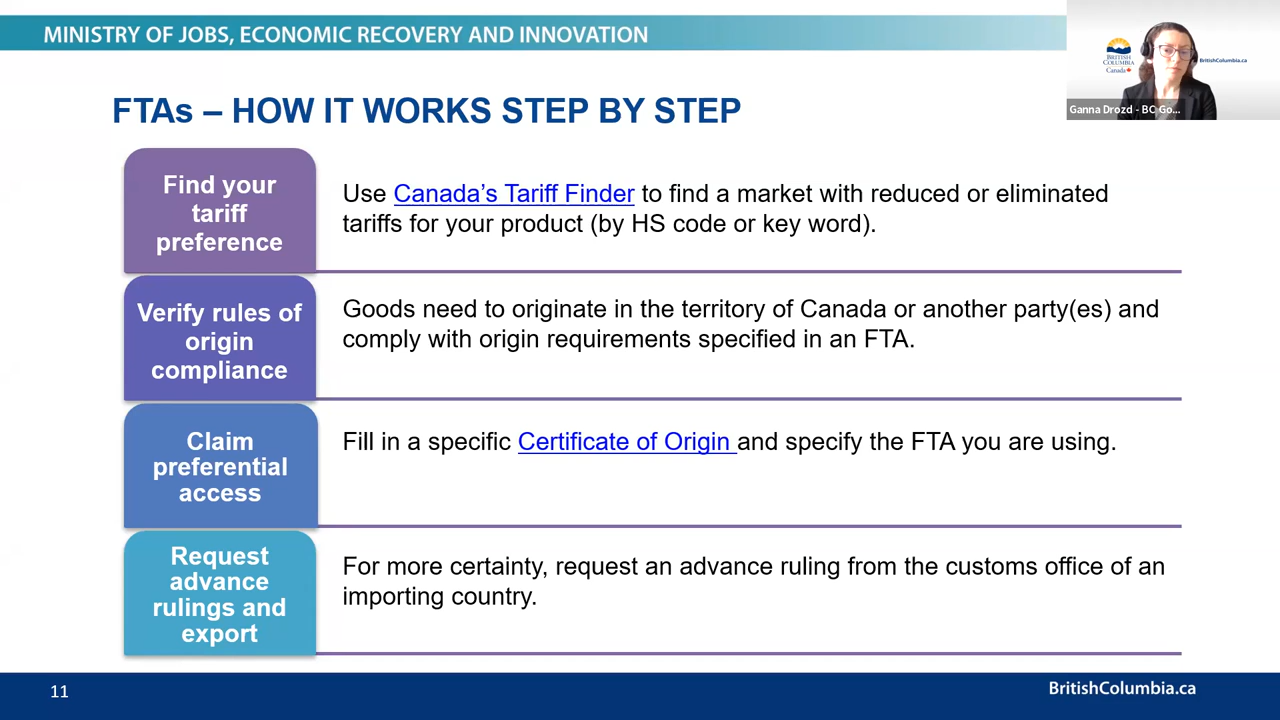 MINISTRY OF JOBS, ECONOMIC RECOVERY AND INNOVATION
BRITISH
COLUMBIA
Canada
BritishColumbia.ca
Ganna Drozd - BC Go...
FTAs – HOW IT WORKS STEP BY STEP
Find your
tariff
preference
Use Canada’s Tariff Finder to find a market with reduced or eliminated
tariffs for your product (by HS code or key word).
Verify rules of
origin
compliance
Goods need to originate in the territory of Canada or another party(es) and
comply with origin requirements specified in an FTA.
Claim
preferential
access
Fill in a specific Certificate of Origin and specify the FTA you are using.
Request
advance
rulings and
export
For more certainty, request an advance ruling from the customs office of an
importing country.
11
BritishColumbia.ca